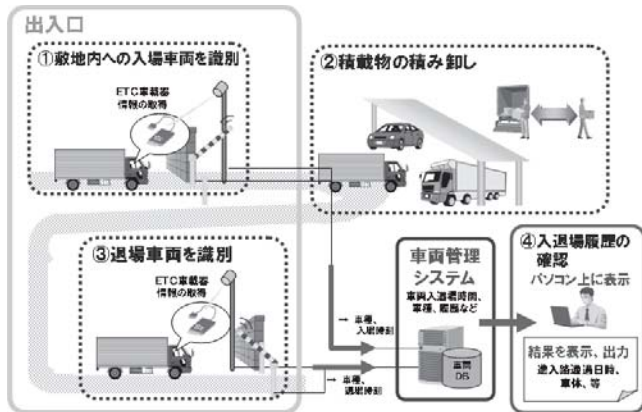 出入口
①敷地内への入場車両を識別
ETC車載器
情報の取得
②積載物の積み卸し
③退場車両を識別
ETC車載器
情報の取得
→ 車種、
入場時刻
→ 車種、
退場時刻
車両管理
システム
車両入退場時間、
車種、履歴など
車両
DB
④入退場履歴の
確認
パソコン上に表示
結果を表示、出力
進入路通過日時、
車体、等